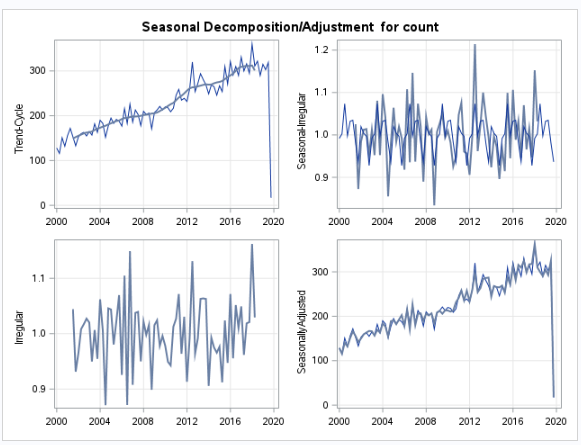 Seasonal Decomposition/Adjustment for count
Trend-Cycle
300
200
100
0
2000 2004 2008 2012 2016 2020
Seasonal-Irregular
1.2
1.1
1.0
0.9
2000 2004 2008 2012 2016 2020
Irregular
1.1
1.0
0.9
2000 2004 2008 2012 2016 2020
Seasonally Adjusted
300
200
100
0
2000 2004 2008 2012 2016 2020